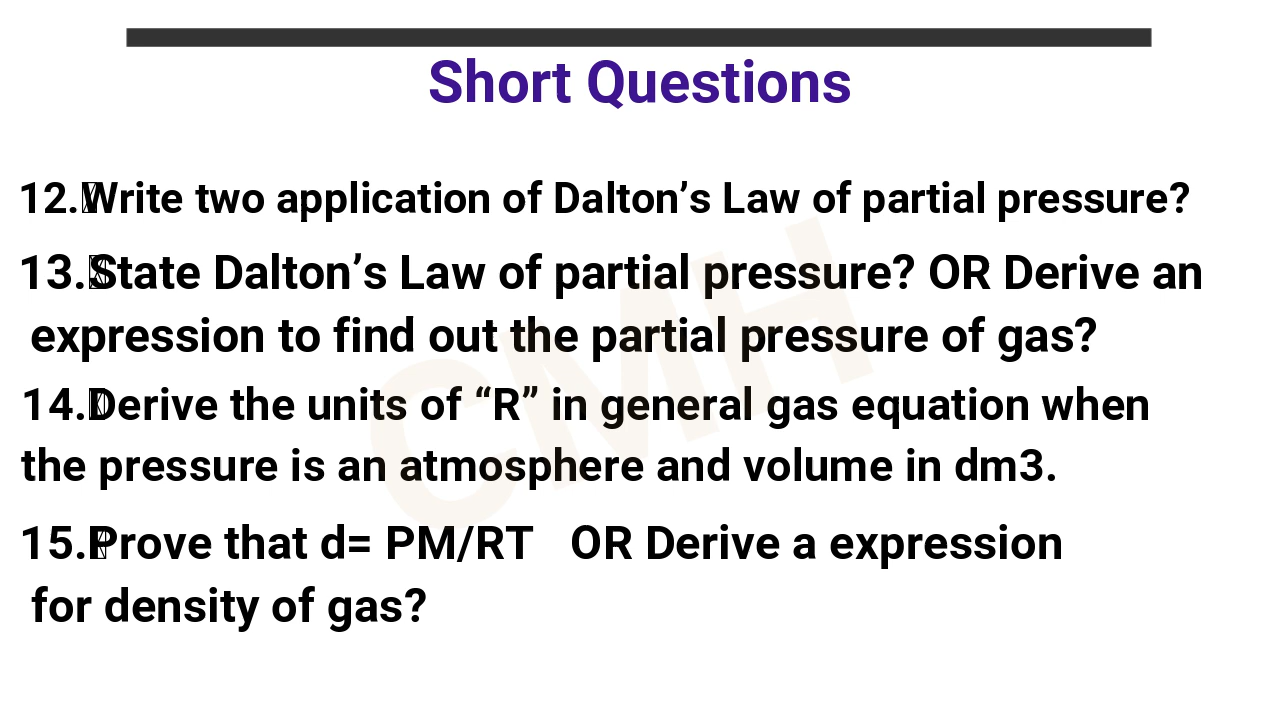 Short Questions
12. Write two application of Dalton’s Law of partial pressure?
13. State Dalton’s Law of partial pressure? OR Derive an
expression to find out the partial pressure of gas?
14. Derive the units of “R” in general gas equation when
the pressure is an atmosphere and volume in dm3.
15. Prove that d= PM/RT OR Derive a expression
for density of gas?
CMH